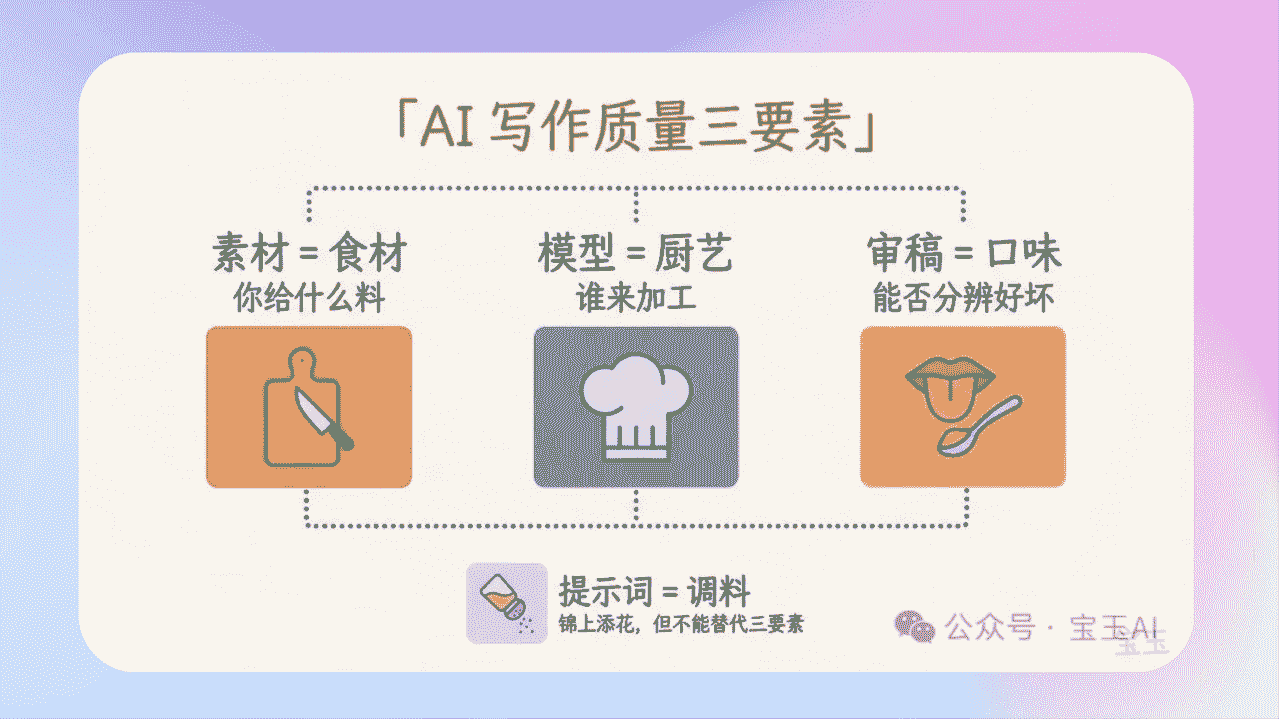 「AI 写作质量三要素」
素材 = 食材
你给什么料
模型 = 厨艺
谁来加工
审稿 = 口味
能否分辨好坏
提示词 = 调料
锦上添花，但不能替代三要素
公众号 · 宝玉AI
宝玉